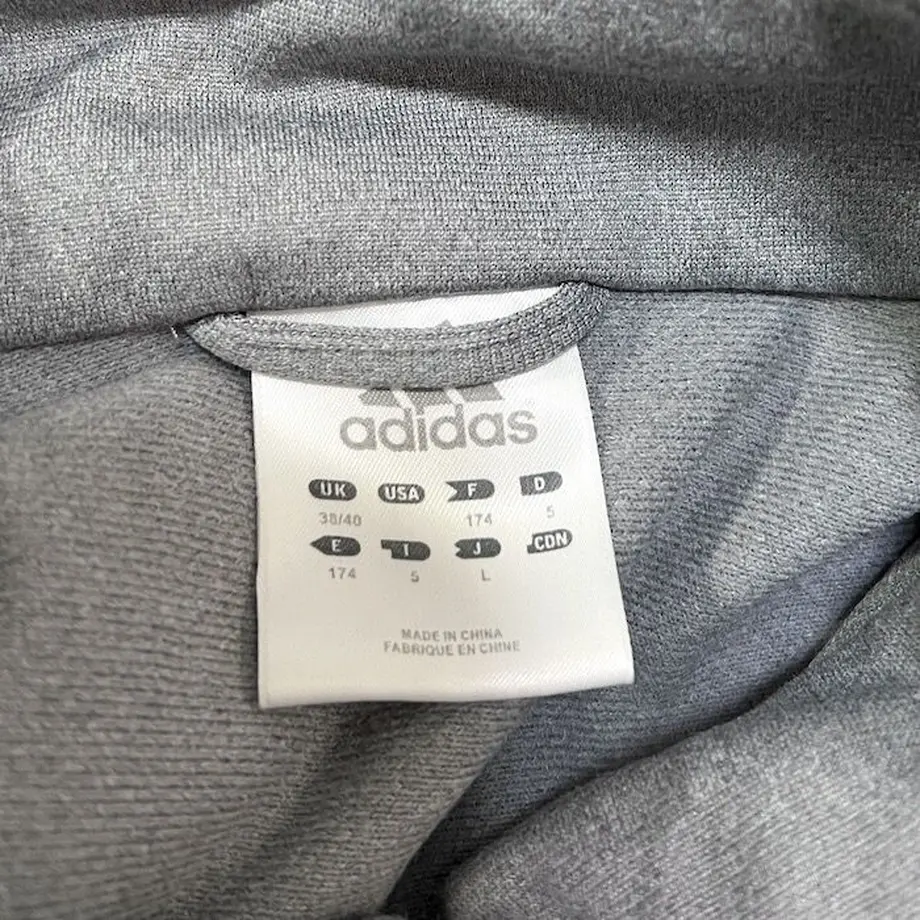 adidas
UK USA F D
38/40 174 5
E I J CDN
174 5 L
MADE IN CHINA
FABRIQUE EN CHINE